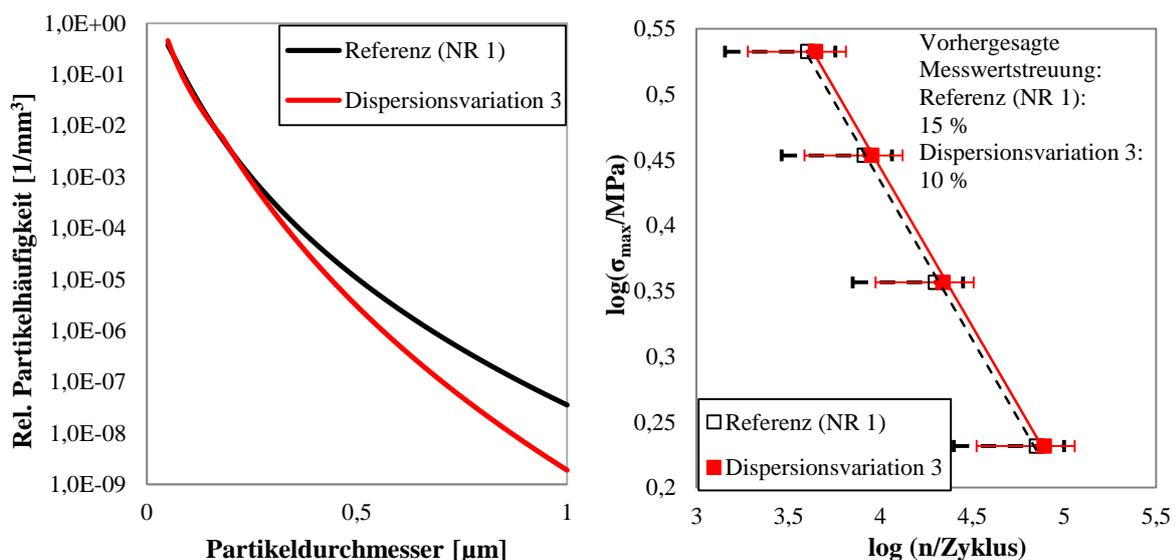 Rel. Partikelhäufigkeit [1/mm³]
1,0E+00
1,0E-01
1,0E-02
1,0E-03
1,0E-04
1,0E-05
1,0E-06
1,0E-07
1,0E-08
1,0E-09
Referenz (NR 1)
Dispersionsvariation 3
0
0,5
1
Partikeldurchmesser [µm]
log(σmax/MPa)
0,55
0,5
0,45
0,4
0,35
0,3
0,25
0,2
Vorhergesagte
Messwertstreuung:
Referenz (NR 1):
15 %
Dispersionsvariation 3:
10 %
Referenz (NR 1)
Dispersionsvariation 3
3
3,5
4
4,5
5
5,5
log (n/Zyklus)